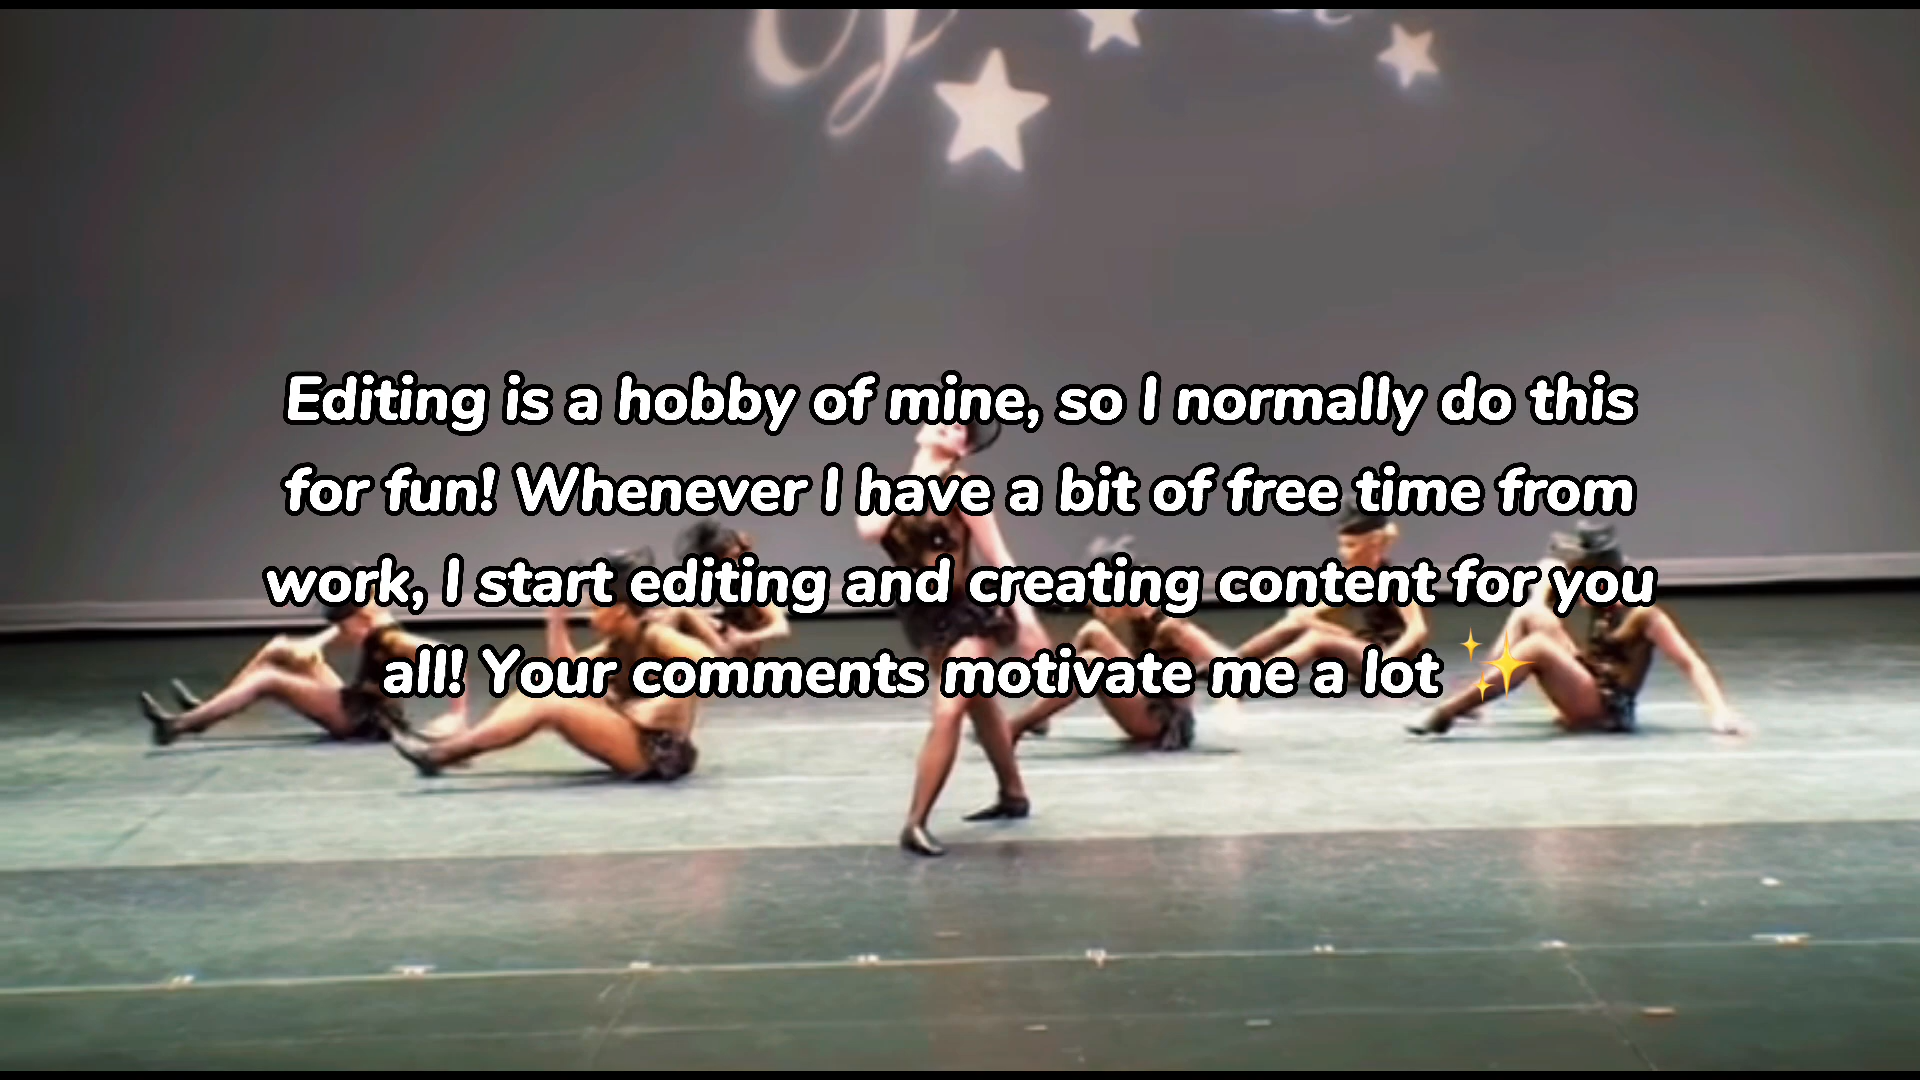 Editing is a hobby of mine, so I normally do this
for fun! Whenever I have a bit of free time from
work, I start editing and creating content for you
all! Your comments motivate me a lot ✨